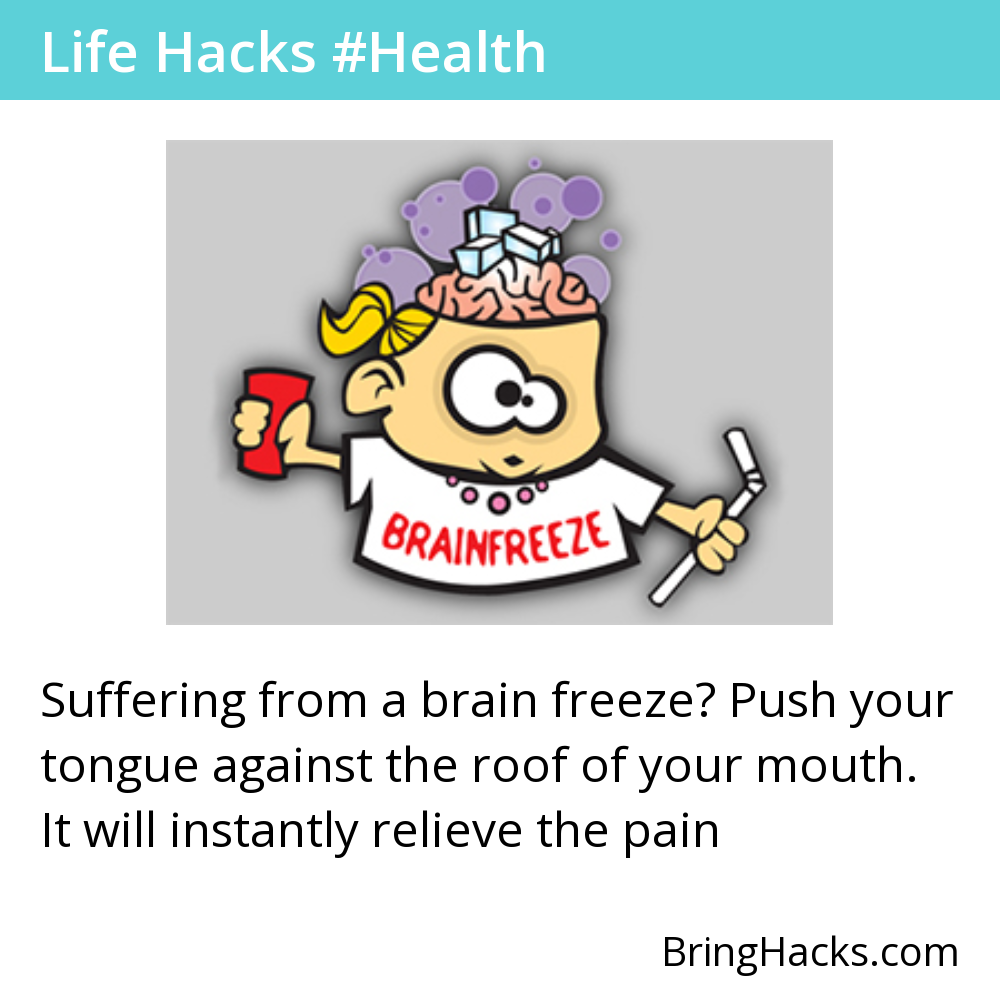 Life Hacks #Health
BRAINFREEZE
Suffering from a brain freeze? Push your
tongue against the roof of your mouth.
It will instantly relieve the pain
BringHacks.com